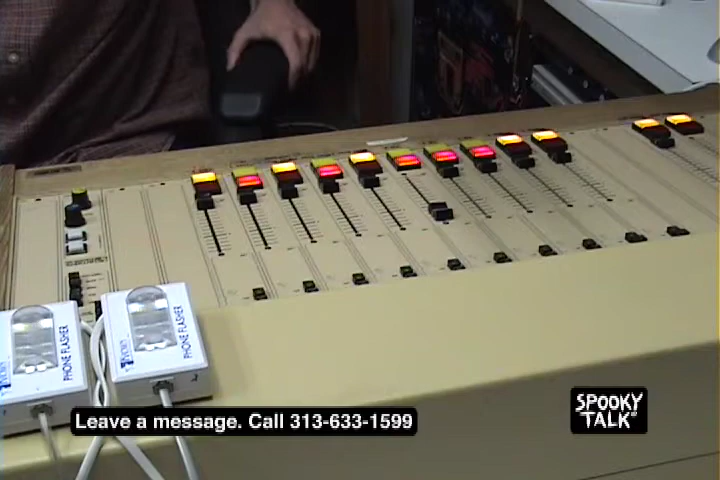 PHONE FLASHER
PHONE FLASHER
Leave a message. Call 313-633-1599
SPOOKY
TALK